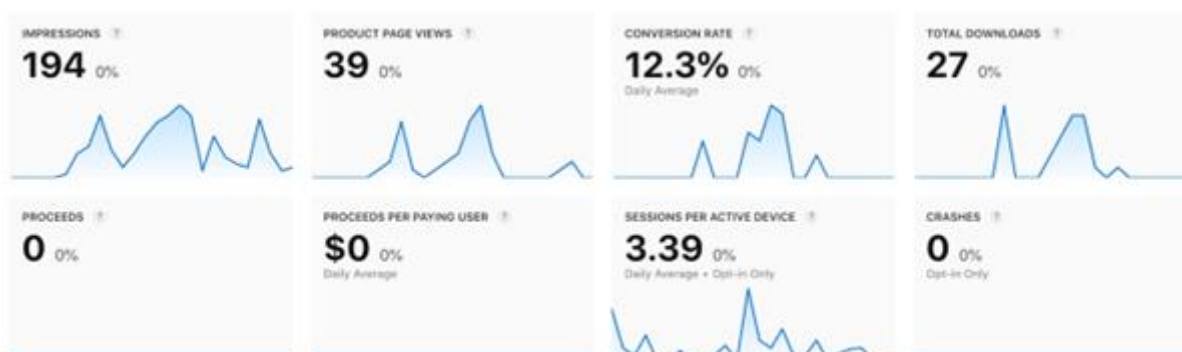 IMPRESSIONS ?
194 0%
PRODUCT PAGE VIEWS ?
39 0%
CONVERSION RATE ?
12.3% 0%
Daily Average
TOTAL DOWNLOADS ?
27 0%
PROCEEDS ?
0 0%
PROCEEDS PER PAYING USER ?
$0 0%
Daily Average
SESSIONS PER ACTIVE DEVICE ?
3.39 0%
Daily Average • Opt-in Only
CRASHES ?
0 0%
Opt-in Only